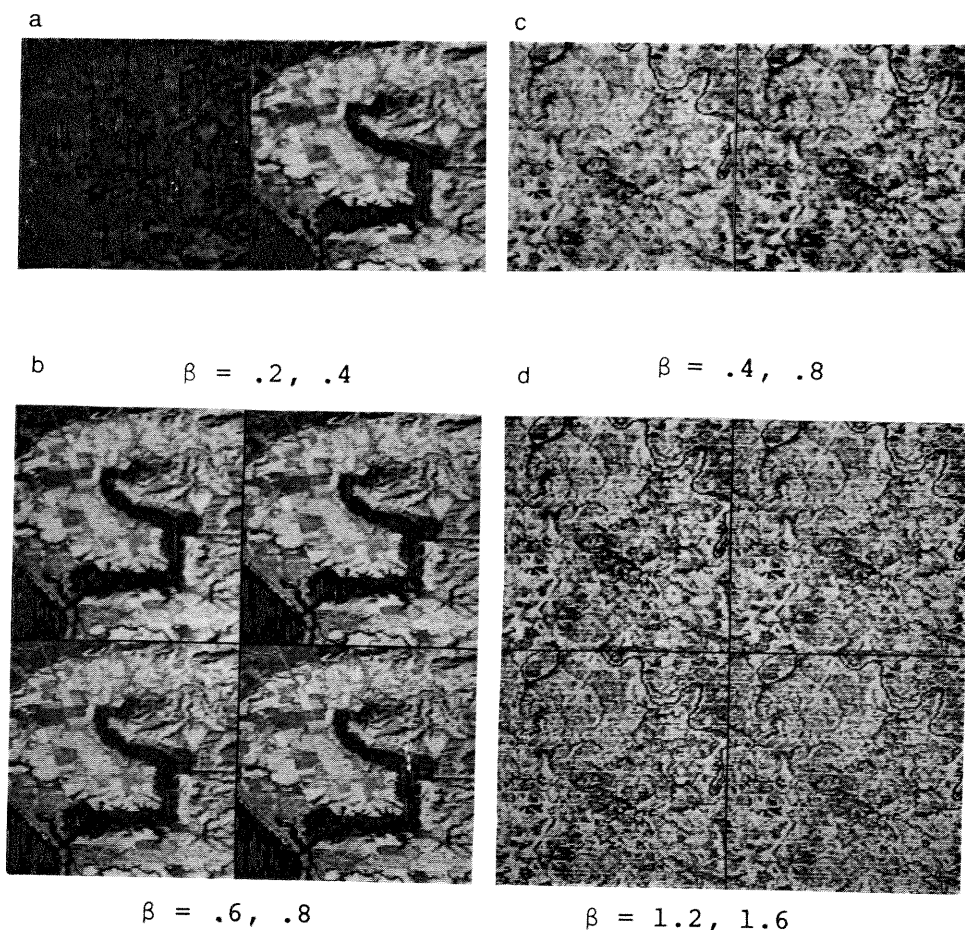 a
c
b
β = .2, .4
d
β = .4, .8
β = .6, .8
β = 1.2, 1.6